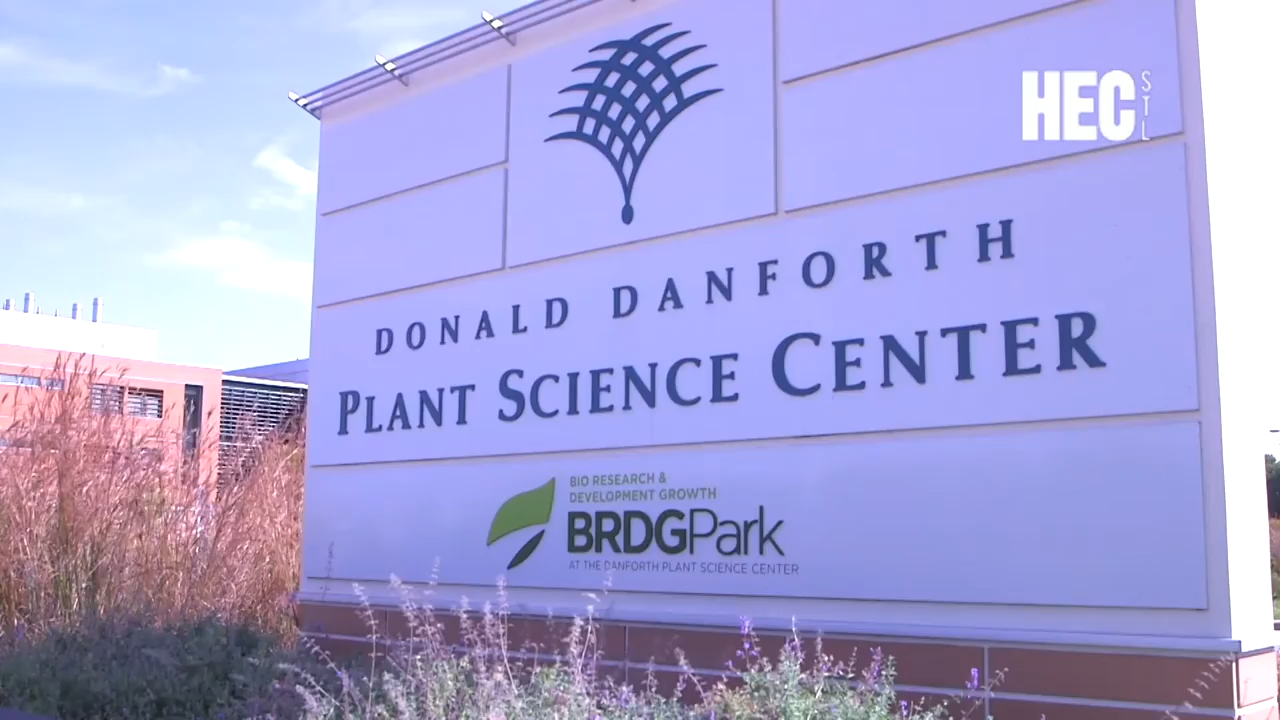 HEC
STL
DONALD DANFORTH
PLANT SCIENCE CENTER
BIO RESEARCH &
DEVELOPMENT GROWTH
BRDGPark
AT THE DANFORTH PLANT SCIENCE CENTER